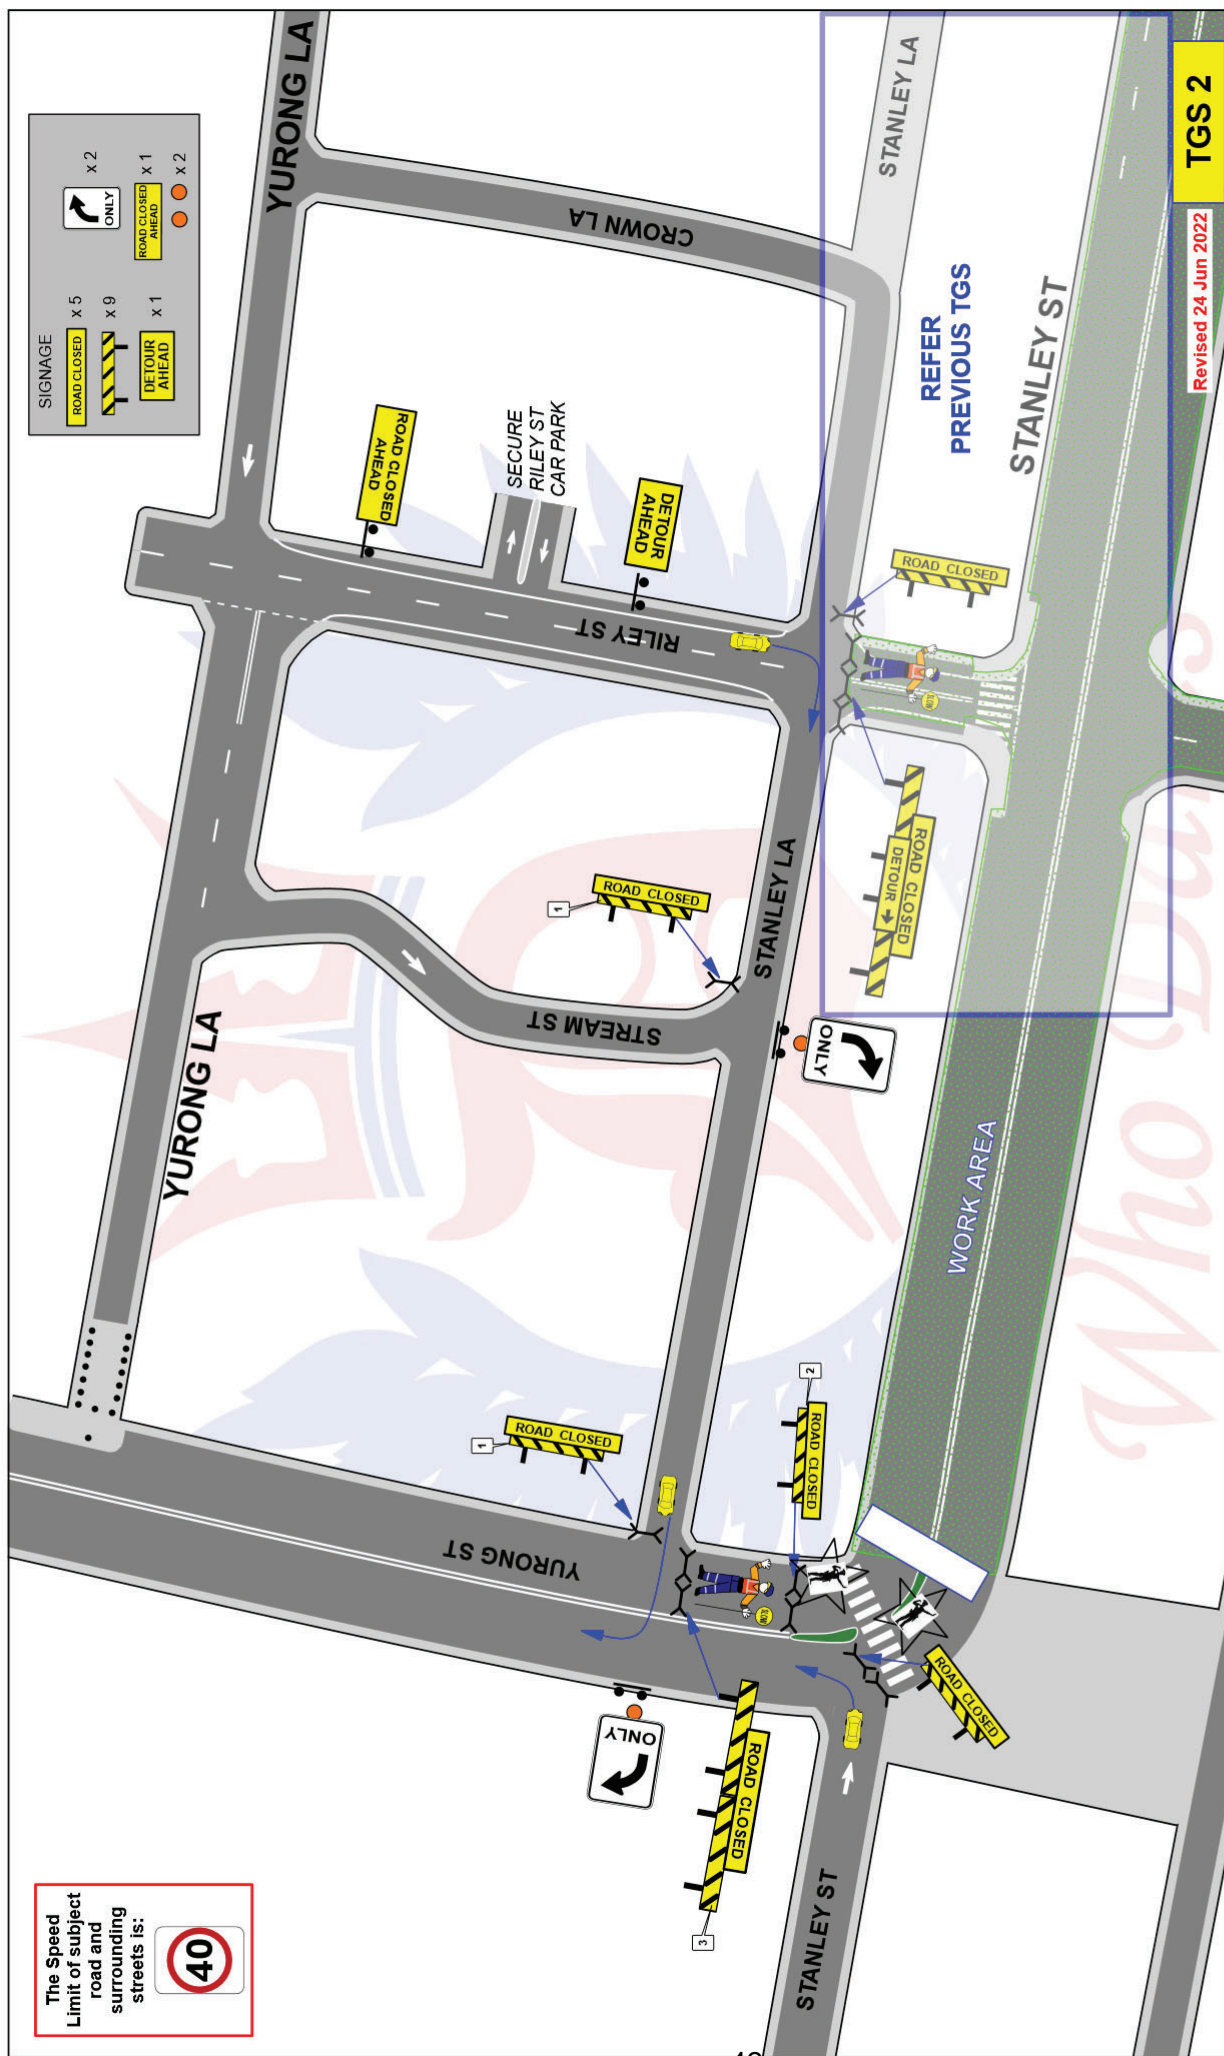 The Speed
Limit of subject
road and
surrounding
streets is:
40
SIGNAGE
ROAD CLOSED
x 5
ONLY
x 2
x 9
ROAD CLOSED
AHEAD
x 1
DETOUR
AHEAD
x 1
x 2
YURONG LA
YURONG LA
CROWN LA
ROAD CLOSED
AHEAD
SECURE
RILEY ST
CAR PARK
DETOUR
AHEAD
RILEY ST
STREAM ST
YURONG ST
1
ROAD CLOSED
1
ROAD CLOSED
STANLEY LA
STANLEY LA
ONLY
ONLY
2
ROAD CLOSED
3
ROAD CLOSED
SLOW
ROAD CLOSED
ROAD CLOSED
SLOW
ROAD CLOSED
DETOUR
REFER
PREVIOUS TGS
STANLEY ST
STANLEY ST
WORK AREA
Who Dares
TGS 2
Revised 24 Jun 2022